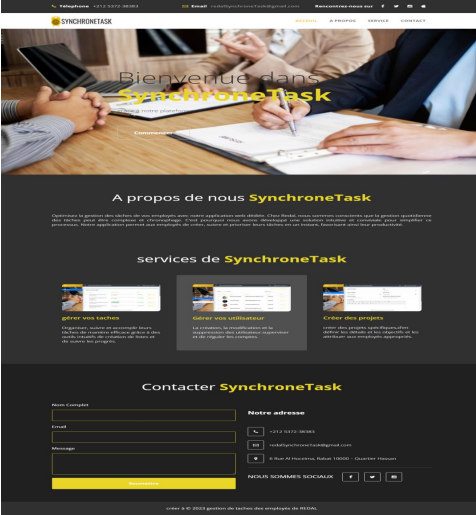 Télephone +212 5372-38383 Email redalSynchroneTask@gmail.com Rencontrez-nous sur
SYNCHRONETASK ACCUEIL A PROPOS SERVICE CONTACT
Bienvenue dans
SynchroneTask
notre
Commencer
A propos de nous SynchroneTask
Optimisez la gestion des tâches de vos employés avec notre application web dédiée. Chez Redal, nous sommes conscients que la gestion quotidienne
des tâches peut être complexe et chronophage. C'est pourquoi nous avons développé une solution intuitive et conviviale pour simplifier ce
processus. Notre application permet aux employés de créer, suivre et prioriser leurs tâches en un instant, favorisant ainsi leur productivité.
services de SynchroneTask
gérer vos taches
Organiser, suivre et accomplir leurs
tâches de manière efficace grâce à des
outils intuitifs de création de listes et
de suivi les progrès.
Gérer vos utilisateur
La création, la modification et la
suppression des utilisateurs,superviser
et de réguler les comptes.
Créer des projets
créer des projets spécifiques,
définir les détails et les objectifs et les
attribuer aux employés appropriés.
Contacter SynchroneTask
Nom Complet
Email
Message
Soumettre
Notre adresse
+212 5372-38383
redalSynchroneTask@gmail.com
6 Rue Al Hoceima, Rabat 10000 – Quartier Hassan
NOUS SOMMES SOCIAUX
créer à © 2023 gestion de taches des employés de REDAL